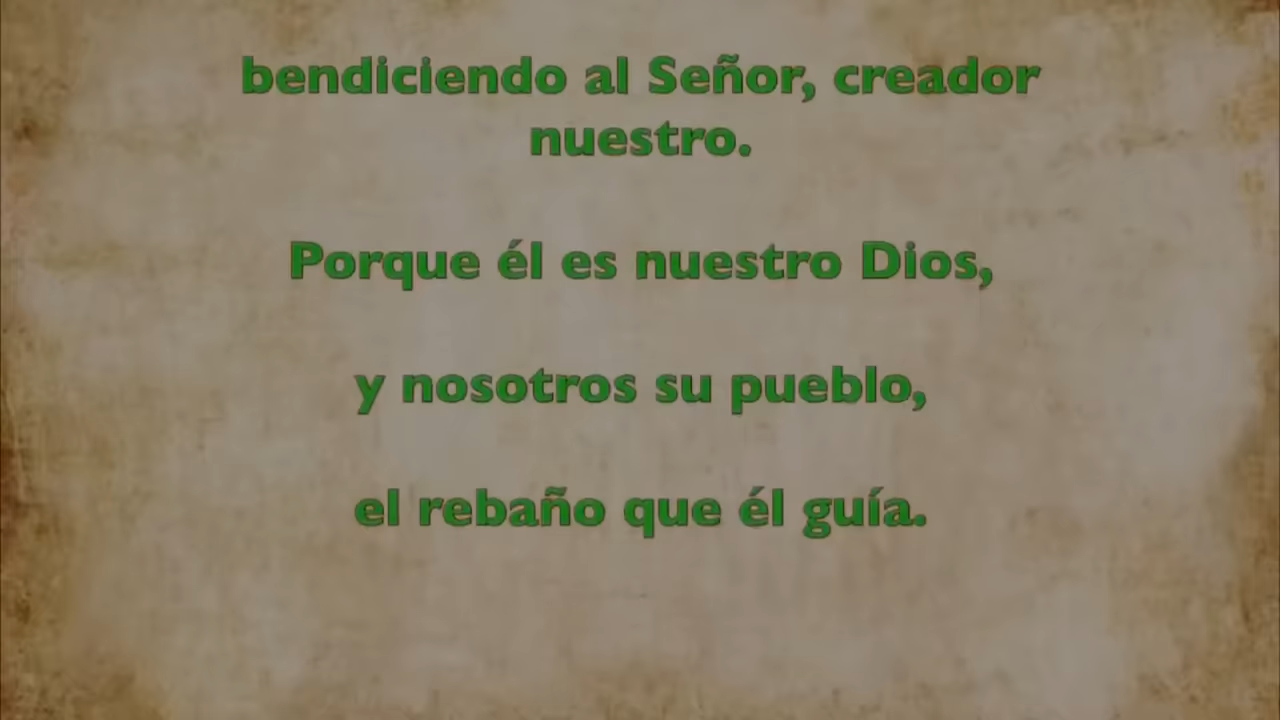 bendiciendo al Señor, creador
nuestro.
Porque él es nuestro Dios,
y nosotros su pueblo,
el rebaño que él guía.